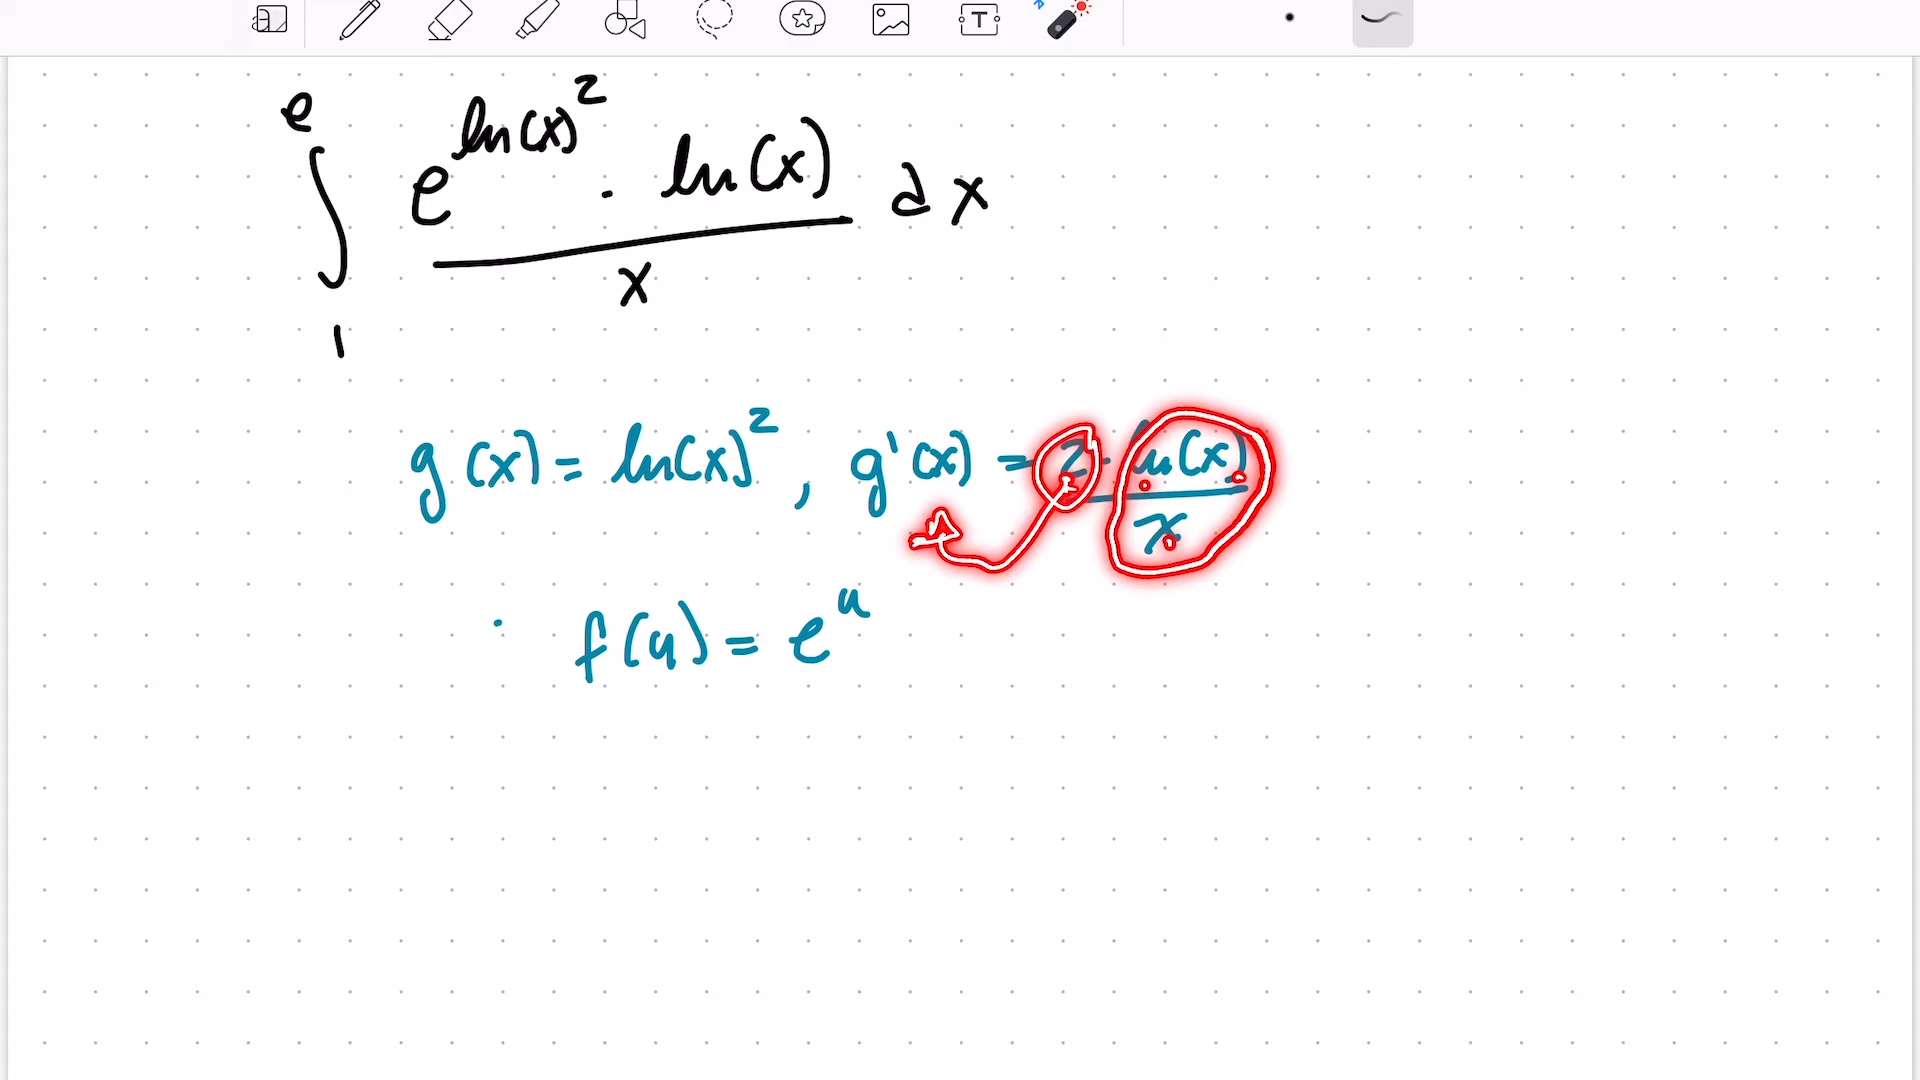 e
∫ e^{ln(x)^2} · ln(x) / x dx
1
g(x) = ln(x)^2, g'(x) = 2 · ln(x) / x
f(u) = e^u